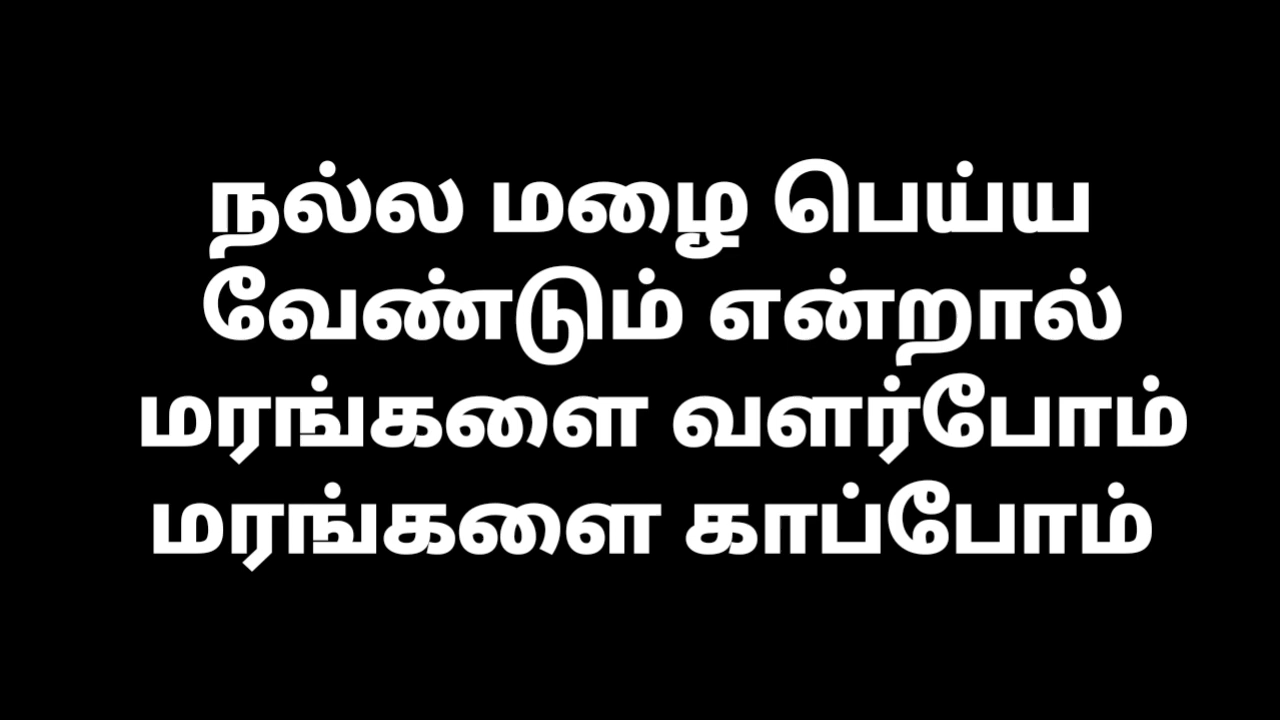 நல்ல மழை பெய்ய
வேண்டும் என்றால்
மரங்களை வளர்போம்
மரங்களை காப்போம்